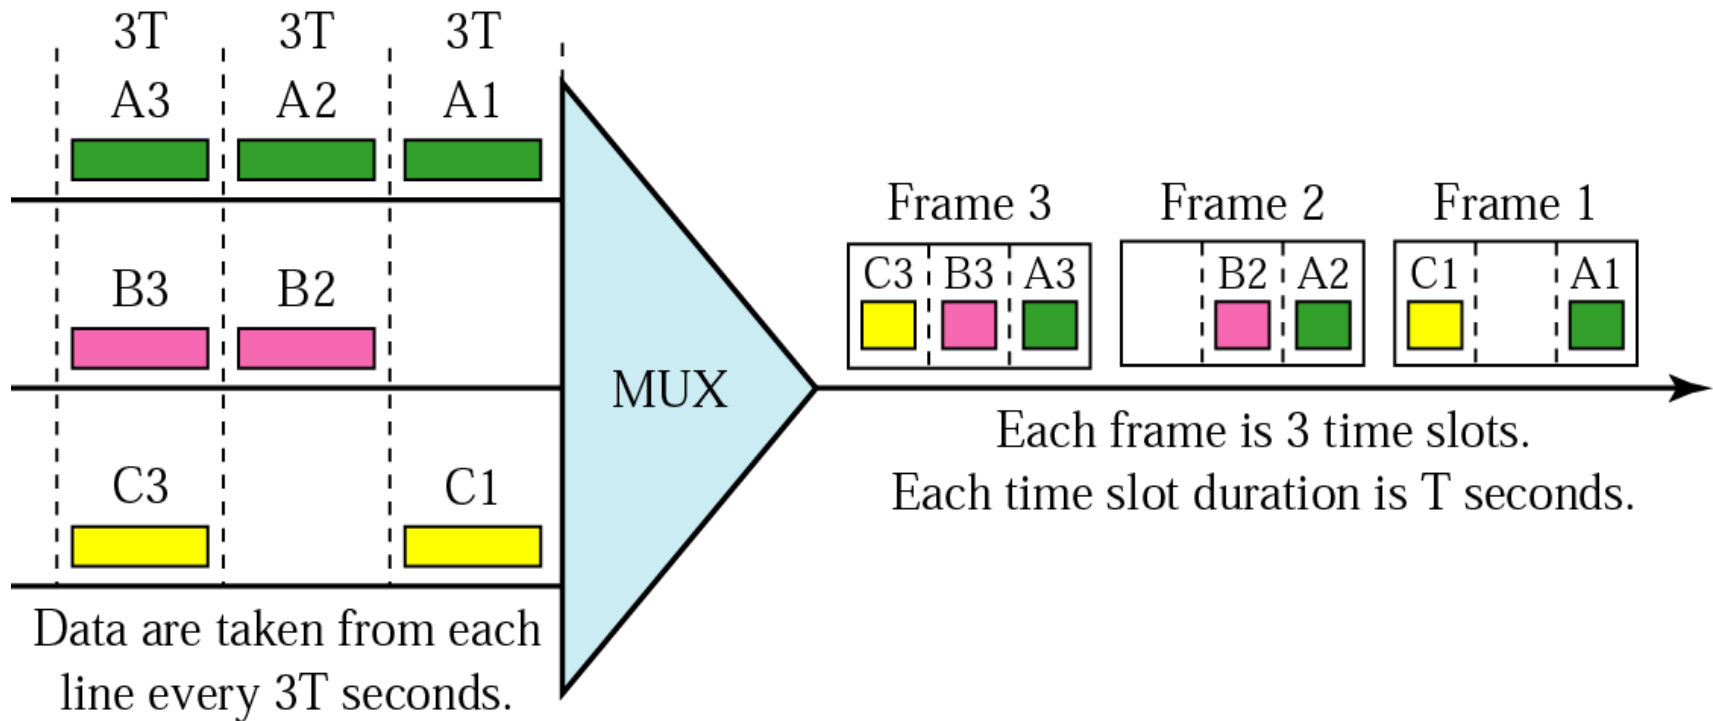 3T 3T 3T
A3 A2 A1
Frame 3 Frame 2 Frame 1
C3 B3 A3 B2 A2 C1 A1
B3 B2
MUX
Each frame is 3 time slots.
C3 C1
Each time slot duration is T seconds.
Data are taken from each
line every 3T seconds.